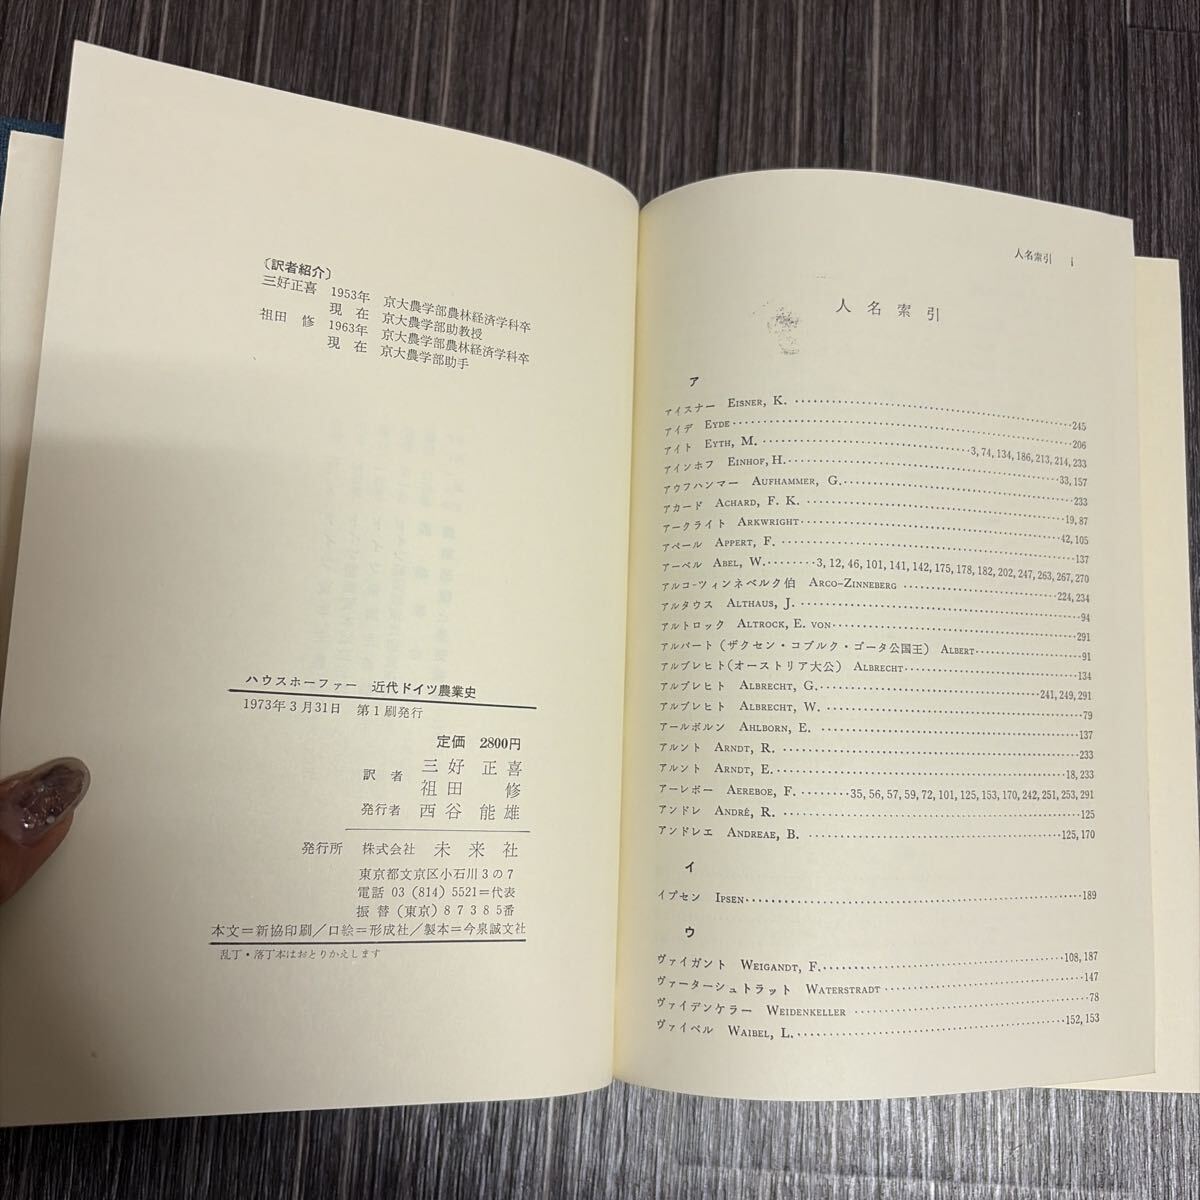 〔訳者紹介〕
三好正喜　1953年　京大農学部農林経済学科卒
現　在　京大農学部助教授
祖田　修　1963年　京大農学部農林経済学科卒
現　在　京大農学部助手
ハウスホーファー　近代ドイツ農業史
1973年3月31日　第1刷発行
定価　2800円
訳　者　三　好　正　喜
祖　田　　修
発行者　西　谷　能　雄
発行所　株式会社　未　来　社
東京都文京区小石川3の7
電話 03 (814) 5521＝代表
振替 (東京) 87385番
本文＝新協印刷／口絵＝形成社／製本＝今泉誠文社
乱丁・落丁本はおとりかえします
人名索引　i
人　名　索　引
ア
アイスナー　EISNER, K. ……245
アイデ　EYDE……206
アイト　EYTH, M. ……3, 74, 134, 186, 213, 214, 233
アインホフ　EINHOF, H.……33, 157
アウフハンマー　AUFHAMMER, G.……233
アカード　ACHARD, F. K. ……19, 87
アークライト　ARKWRIGHT……42, 105
アペール　APPERT, F. ……137
アーベル　ABEL, W.……3, 12, 46, 101, 141, 142, 175, 178, 182, 202, 247, 263, 267, 270
アルコ-ツィンネベルク伯　ARCO–ZINNEBERG ……224, 234
アルタウス　ALTHAUS, J. ……94
アルトロック　ALTROCK, E. VON……291
アルバート（ザクセン・コブルク・ゴータ公国王）　ALBERT……91
アルブレヒト(オーストリア大公)　ALBRECHT……134
アルブレヒト　ALBRECHT, G.……241, 249, 291
アルブレヒト　ALBRECHT, W. ……79
アールボルン　AHLBORN, E. ……137
アルント　ARNDT, R. ……233
アルント　ARNDT, E. ……18, 233
アーレボー　AEREBOE, F. ……35, 56, 57, 59, 72, 101, 125, 153, 170, 242, 251, 253, 291
アンドレ　ANDRÉ, R. ……125
アンドレエ　ANDREAE, B. ……125, 170
イ
イプセン　IPSEN……189
ウ
ヴァイガント　WEIGANDT, F.……108, 187
ヴァーターシュトラット　WATERSTRADT……147
ヴァイデンケラー　WEIDENKELLER ……78
ヴァイベル　WAIBEL, L.……152, 153